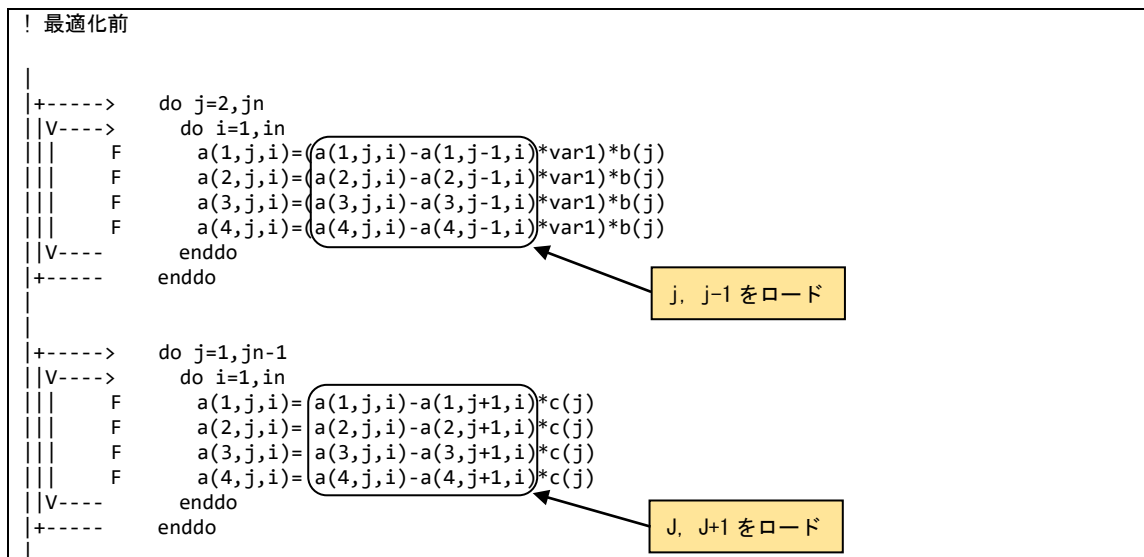 ! 最適化前
|
|+----->    do j=2,jn
||V---->      do i=1,in
|||     F       a(1,j,i)=(a(1,j,i)-a(1,j-1,i)*var1)*b(j)
|||     F       a(2,j,i)=(a(2,j,i)-a(2,j-1,i)*var1)*b(j)
|||     F       a(3,j,i)=(a(3,j,i)-a(3,j-1,i)*var1)*b(j)
|||     F       a(4,j,i)=(a(4,j,i)-a(4,j-1,i)*var1)*b(j)
||V----       enddo
|+-----     enddo
j, j-1 をロード
|
|
|+----->    do j=1,jn-1
||V---->      do i=1,in
|||     F       a(1,j,i)= a(1,j,i)-a(1,j+1,i)*c(j)
|||     F       a(2,j,i)= a(2,j,i)-a(2,j+1,i)*c(j)
|||     F       a(3,j,i)= a(3,j,i)-a(3,j+1,i)*c(j)
|||     F       a(4,j,i)= a(4,j,i)-a(4,j+1,i)*c(j)
||V----       enddo
|+-----     enddo
|
J, J+1 をロード